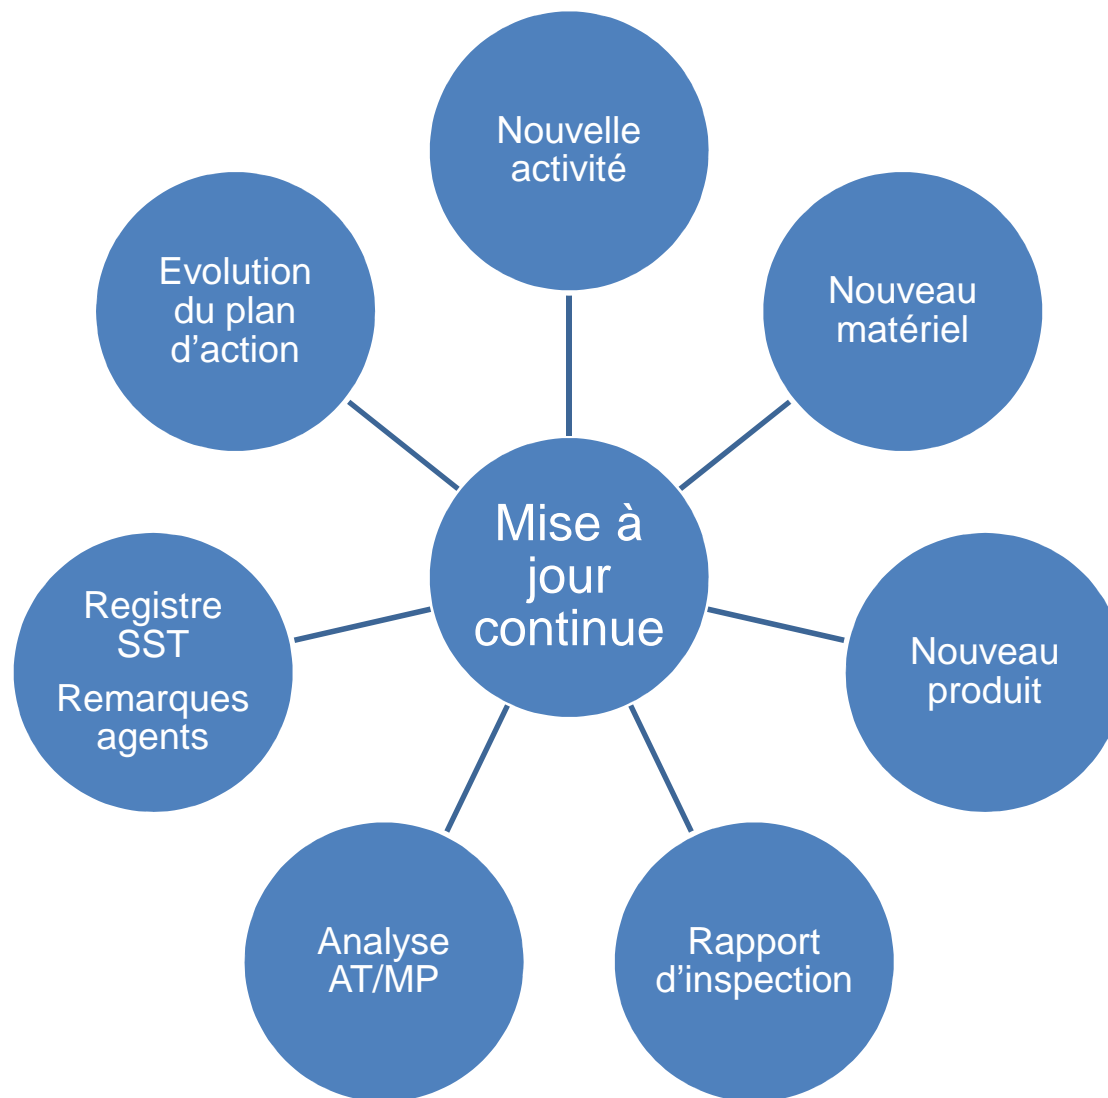 Nouvelle
activité
Evolution
du plan
d’action
Nouveau
matériel
Mise à
jour
continue
Registre
SST
Remarques
agents
Nouveau
produit
Analyse
AT/MP
Rapport
d’inspection